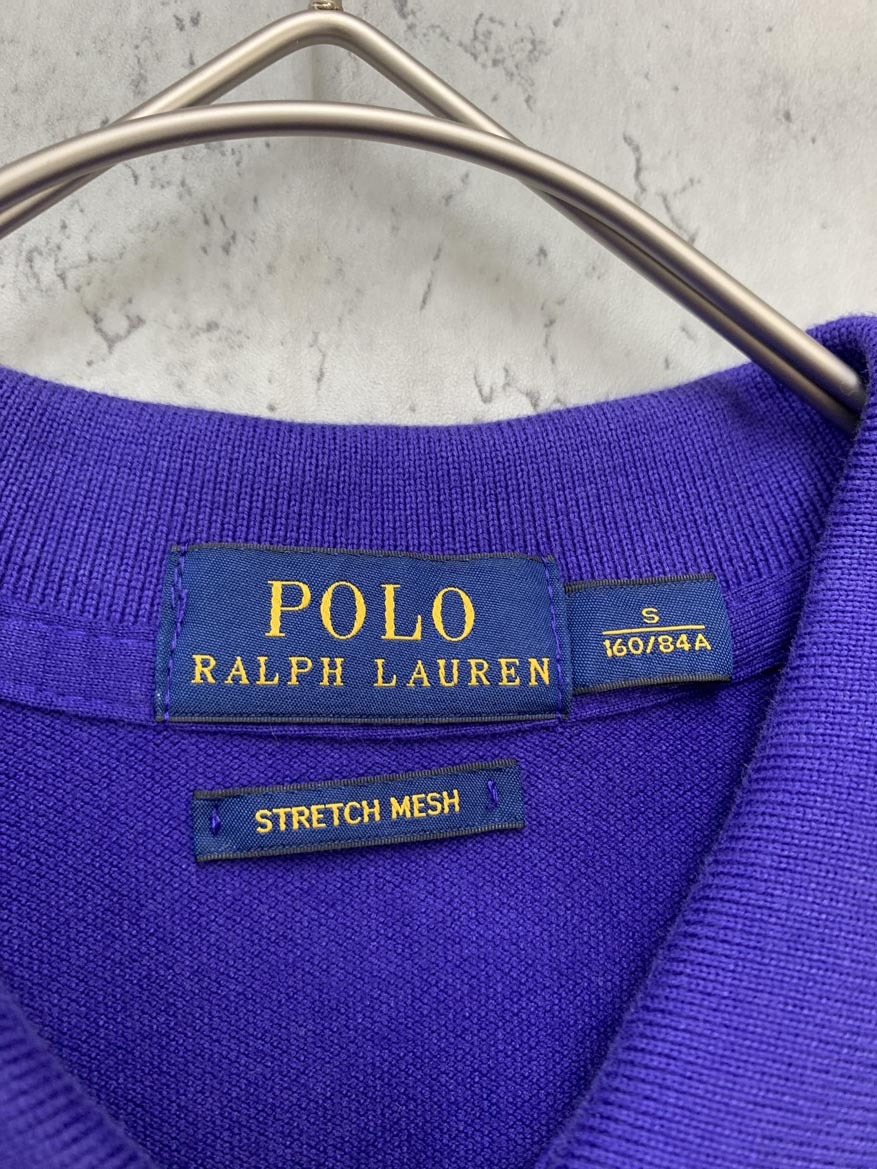 POLO
RALPH LAUREN
S
160/84A
STRETCH MESH